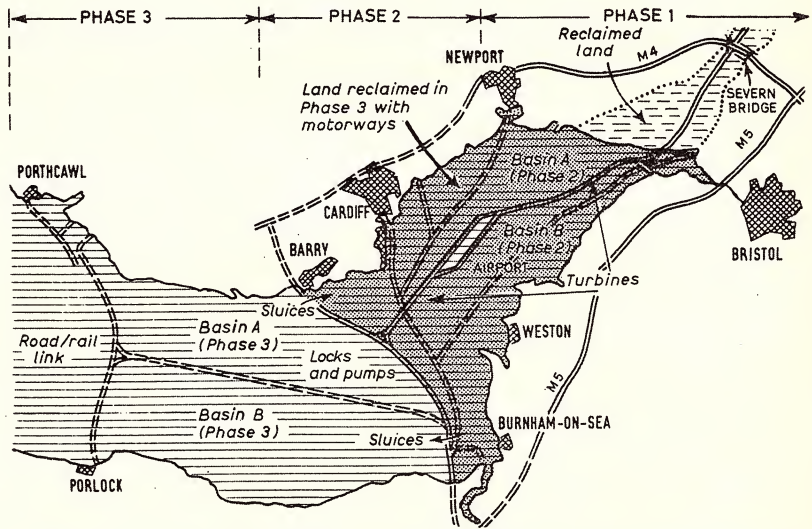 PHASE 3
PHASE 2
PHASE 1
Reclaimed
land
NEWPORT
M4
SEVERN
BRIDGE
Land reclaimed in
Phase 3 with
motorways
M5
PORTHCAWL
Basin A
(Phase 2)
CARDIFF
Basin B
(Phase 2)
BRISTOL
BARRY
AIRPORT
Turbines
Sluices
Road/rail
link
Basin A
(Phase 3)
Locks
and pumps
WESTON
M5
Basin B
(Phase 3)
Sluices
BURNHAM-ON-SEA
PORLOCK